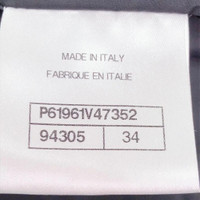 MADE IN ITALY
FABRIQUE EN ITALIE
P61961V47352
94305 34